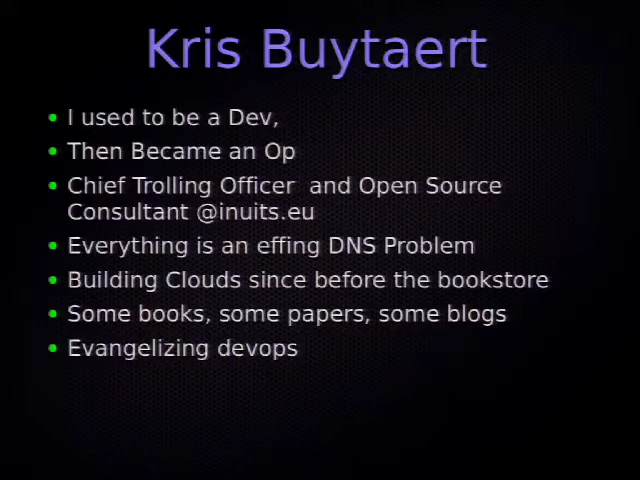 Kris Buytaert
• I used to be a Dev,
• Then Became an Op
• Chief Trolling Officer  and Open Source
Consultant @inuits.eu
• Everything is an effing DNS Problem
• Building Clouds since before the bookstore
• Some books, some papers, some blogs
• Evangelizing devops